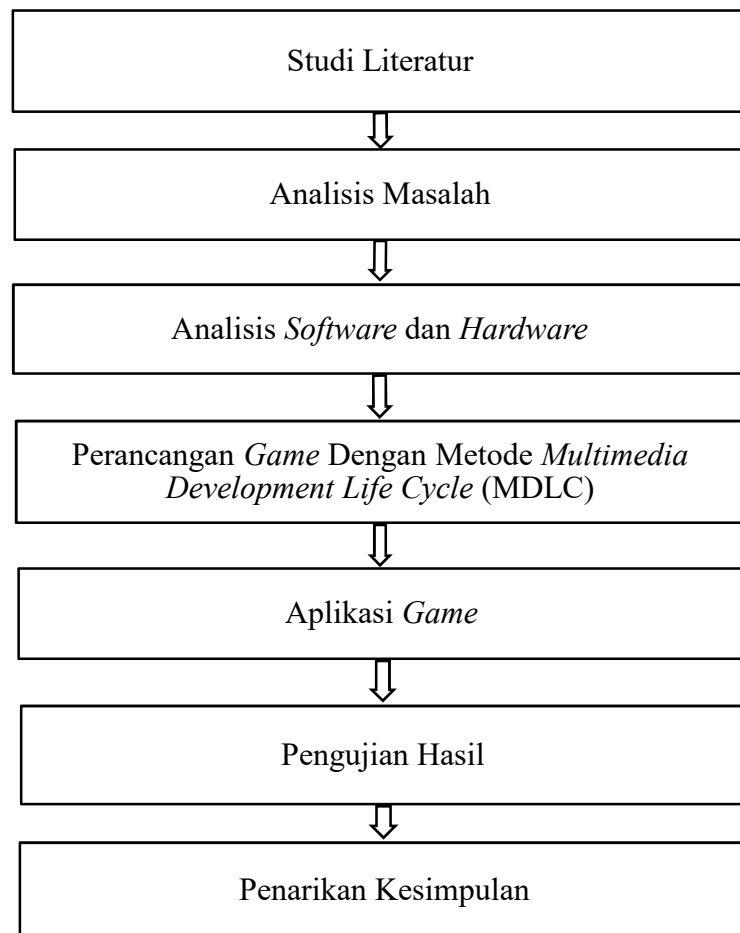 Studi Literatur
Analisis Masalah
Analisis Software dan Hardware
Perancangan Game Dengan Metode Multimedia
Development Life Cycle (MDLC)
Aplikasi Game
Pengujian Hasil
Penarikan Kesimpulan